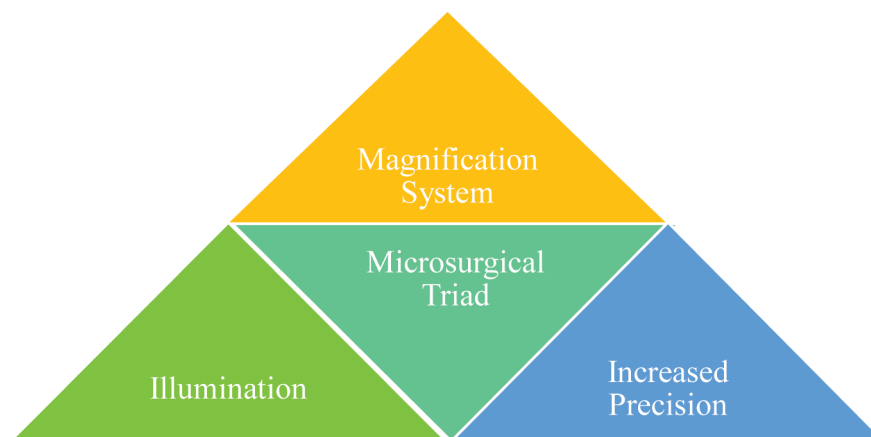 Magnification
System
Microsurgical
Triad
Illumination
Increased
Precision